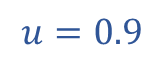 u = 0.9